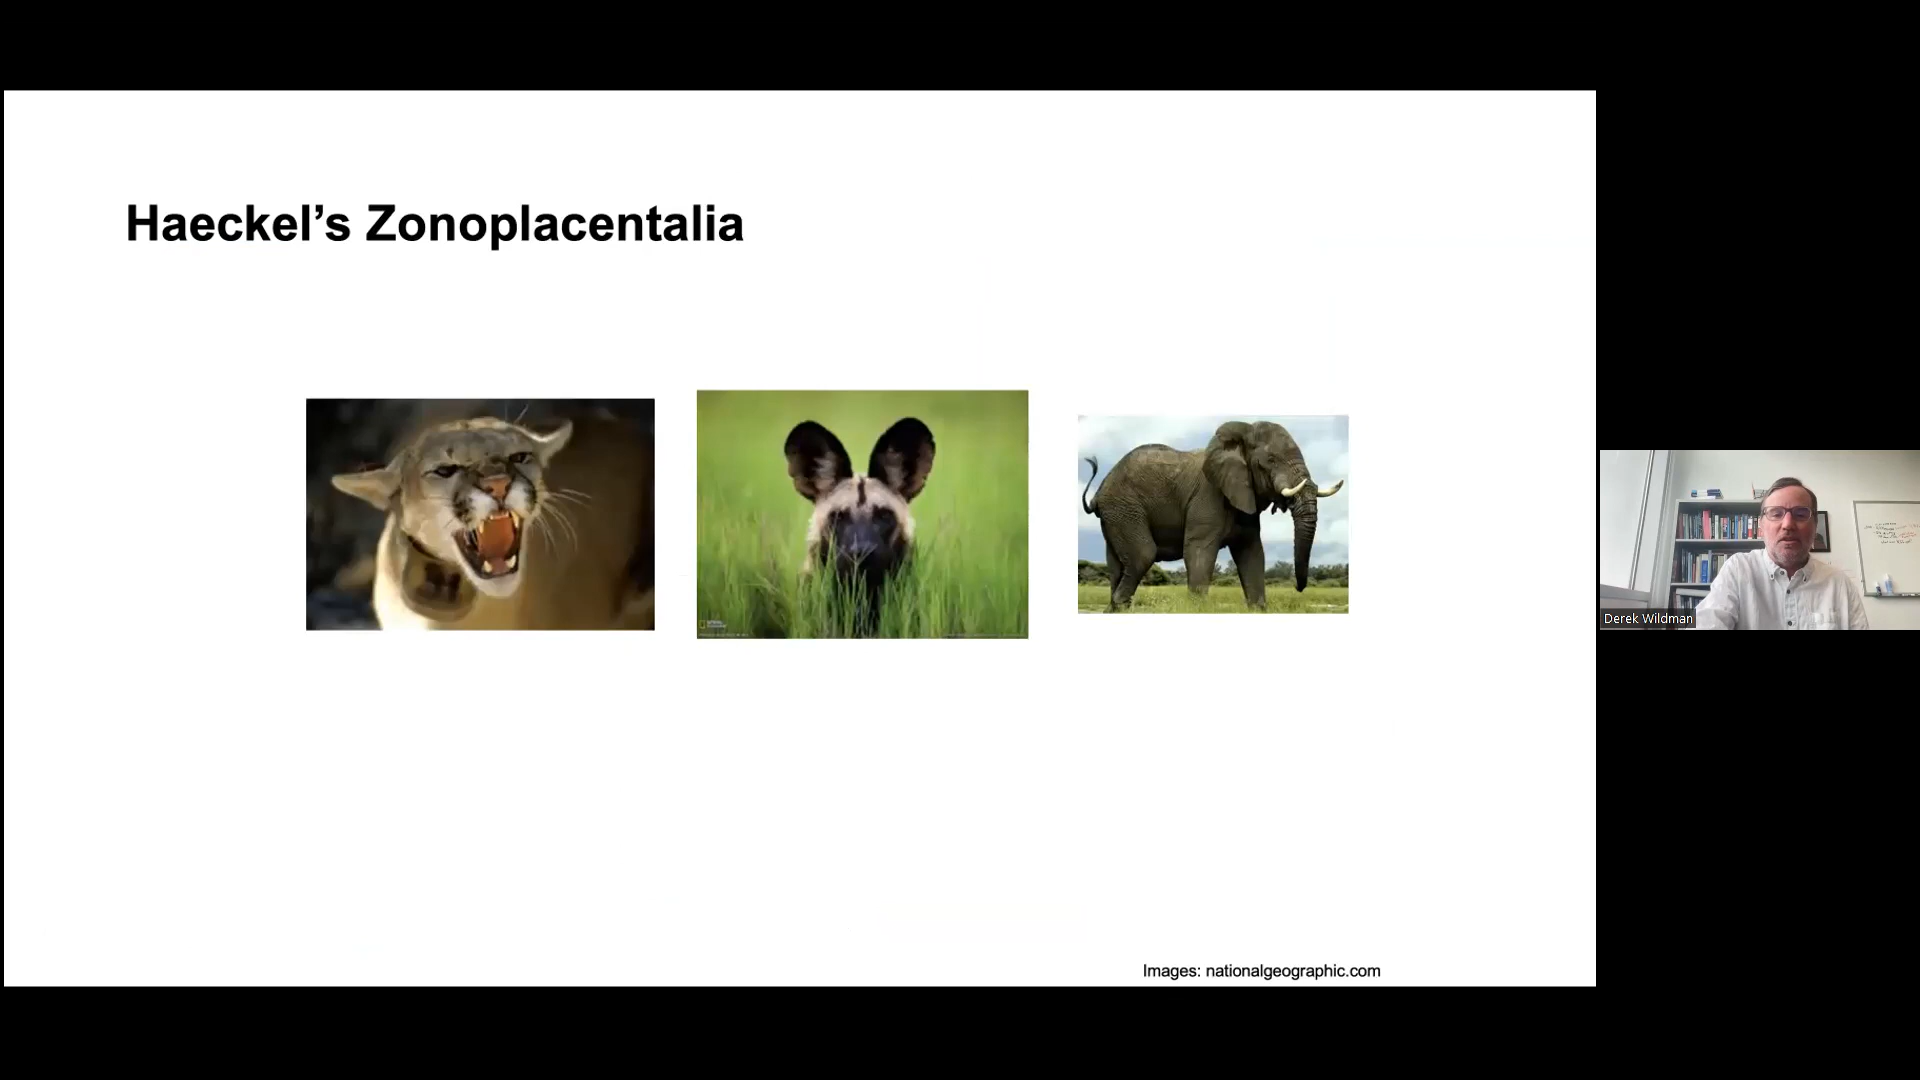 Haeckel's Zonoplacentalia
Images: nationalgeographic.com
Derek Wildman